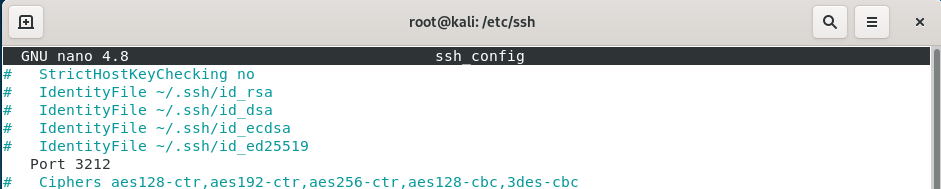 root@kali: /etc/ssh
GNU nano 4.8 ssh_config
#   StrictHostKeyChecking no
#   IdentityFile ~/.ssh/id_rsa
#   IdentityFile ~/.ssh/id_dsa
#   IdentityFile ~/.ssh/id_ecdsa
#   IdentityFile ~/.ssh/id_ed25519
   Port 3212
#   Ciphers aes128-ctr,aes192-ctr,aes256-ctr,aes128-cbc,3des-cbc